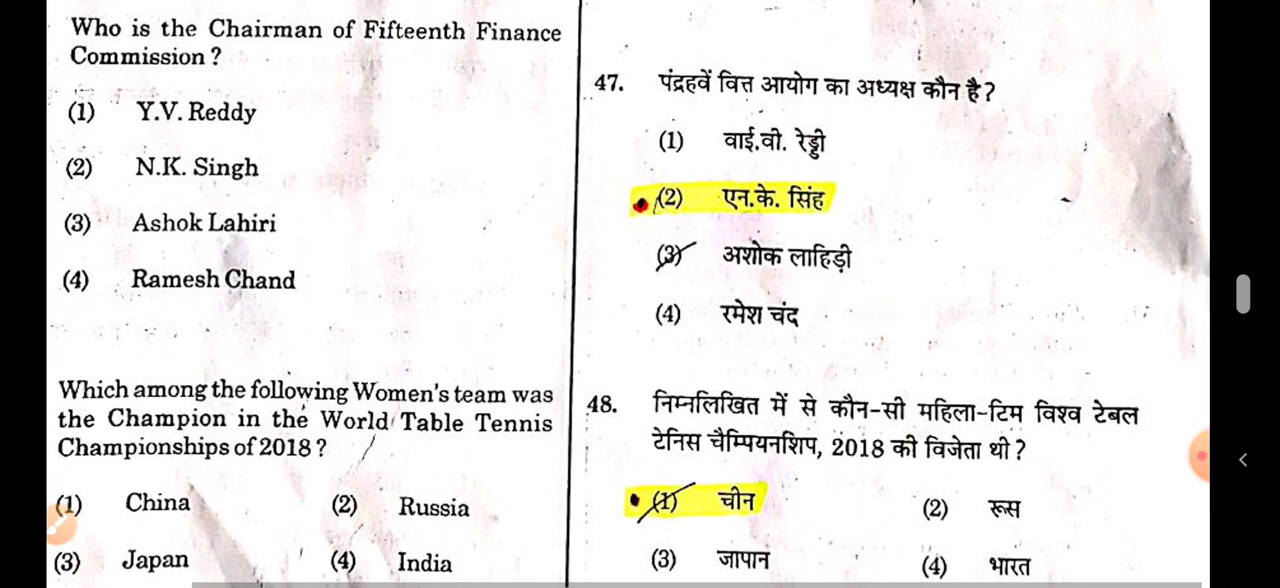 Who is the Chairman of Fifteenth Finance
Commission ?
(1) Y.V. Reddy
(2) N.K. Singh
(3) Ashok Lahiri
(4) Ramesh Chand
Which among the following Women's team was
the Champion in the World Table Tennis
Championships of 2018 ?
(1) China (2) Russia
(3) Japan (4) India
47. पंद्रहवें वित्त आयोग का अध्यक्ष कौन है ?
(1) वाई.वी. रेड्डी
(2) एन.के. सिंह
(3) अशोक लाहिड़ी
(4) रमेश चंद
48. निम्नलिखित में से कौन-सी महिला-टिम विश्व टेबल
टेनिस चैम्पियनशिप, 2018 की विजेता थी ?
(1) चीन (2) रूस
(3) जापान (4) भारत